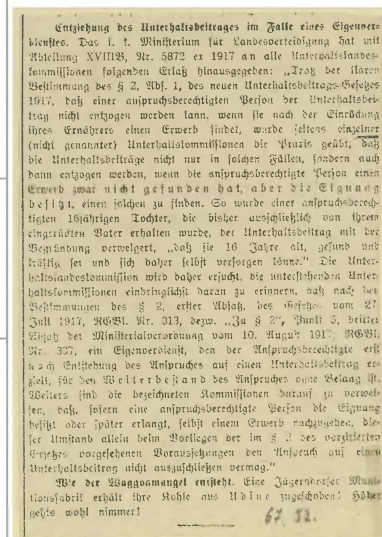 Entziehung des Unterhaltsbeitrages im Falle eines Eigenver-
dienstes. Das k. k. Ministerium für Landesverteidigung hat mit
Abteilung XVIIIB, Nr. 5872 ex 1917 an alle Unterhaltslandes-
kommissionen folgenden Erlaß hinausgegeben: „Trotz der klaren
Bestimmung des § 2, Abs. 1, des neuen Unterhaltsbeitrags-Gesetzes
1917, daß einer anspruchsberechtigten Person der Unterhaltsbei-
trag nicht entzogen werden kann, wenn sie nach der Einrückung
ihres Ernährers einen Erwerb findet, wurde seitens einzelner
(nicht genannter) Unterhaltskommissionen die Praxis geübt, daß
die Unterhaltsbeiträge nicht nur in solchen Fällen, sondern auch
dann entzogen werden, wenn die anspruchsberechtigte Person einen
Erwerb zwar nicht gefunden hat, aber die Eignung
besitzt, einen solchen zu finden. So wurde einer anspruchsberech-
tigten 16jährigen Tochter, die bisher ausschließlich von ihrem
eingerückten Vater erhalten wurde, der Unterhaltsbeitrag mit der
Begründung verweigert, „daß sie 16 Jahre alt, gesund und
kräftig sei und sich daher selbst versorgen könne.“ Die Unter-
haltslandeskommission wird daher ersucht, die unterstehenden Unter-
haltskommissionen eindringlichst daran zu erinnern, daß nach den
Bestimmungen des § 2, erster Absatz, des Gesetzes vom 27.
Juli 1917, RGBl. Nr. 313, bezw. „Zu § 2“, Punkt 5, dritter
Absatz der Ministerialverordnung vom 10. August 1917 RGBl.
Nr. 337, ein Eigenverdienst, den der Anspruchsberechtigte erst
nach Entstehung des Anspruches auf einen Unterhaltsbeitrag er-
zielt, für den Weiterbestand des Anspruches ohne Belang ist.
Weiters sind die bezeichneten Kommissionen darauf zu verwei-
sen, daß, sofern eine anspruchsberechtigte Person die Eignung
besitzt oder später erlangt, selbst einem Erwerb nachzugehen, die-
ser Umstand allein beim Vorliegen der im § 2 des vorzitierten
Gesetzes vorgesehenen Voraussetzungen den Anspruch auf einen
Unterhaltsbeitrag nicht auszuschließen vermag.“
Wie der Waggonmangel entsteht. Eine Jägerndorfer Muni-
tionsfabrik erhält ihre Kohle aus Udine zugeschoben! Höher
gehts wohl nimmer!
67. 82.